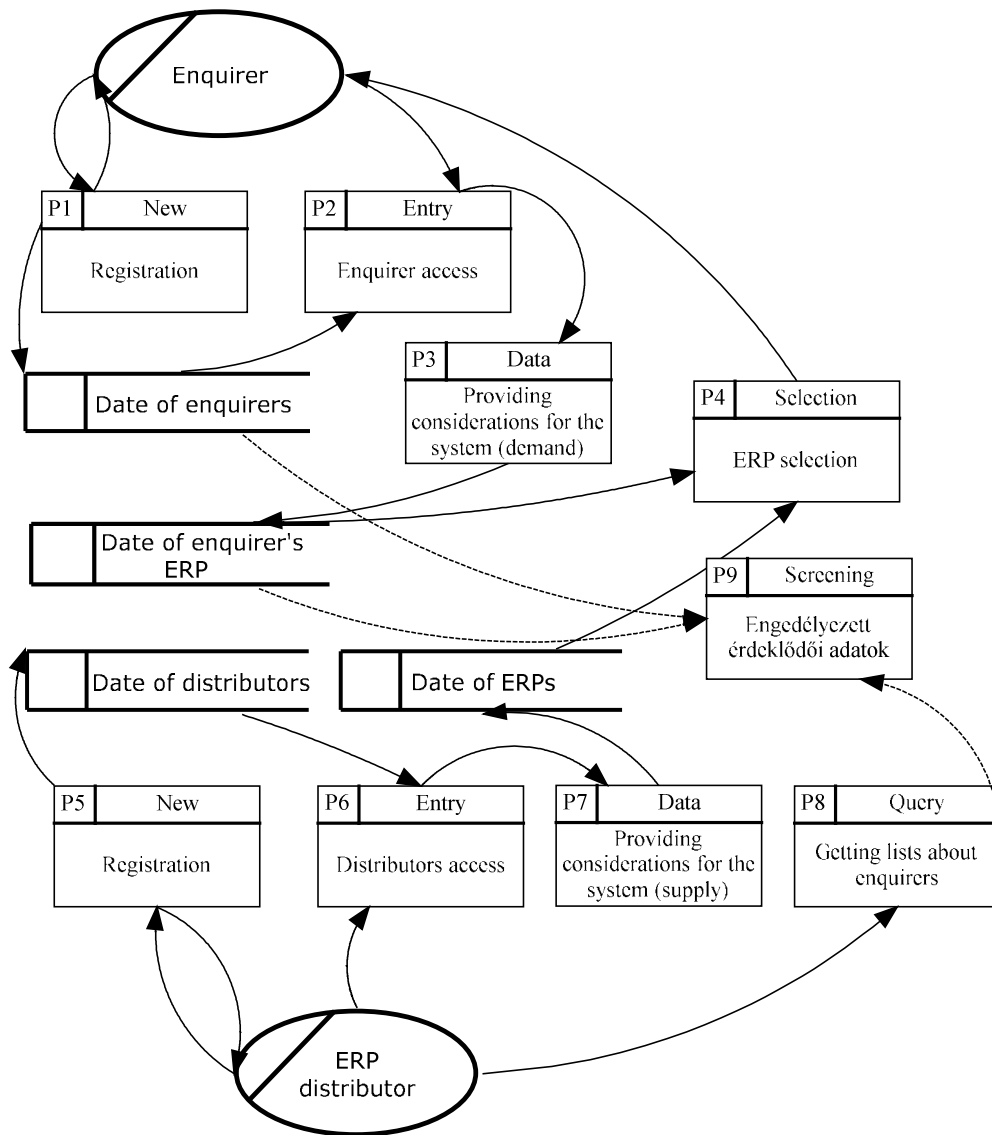 Enquirer
P1 New
Registration
P2 Entry
Enquirer access
Date of enquirers
P3 Data
Providing
considerations for the
system (demand)
P4 Selection
ERP selection
Date of enquirer's
ERP
P9 Screening
Engedélyezett
érdeklődői adatok
Date of distributors
Date of ERPs
P5 New
Registration
P6 Entry
Distributors access
P7 Data
Providing
considerations for the
system (supply)
P8 Query
Getting lists about
enquirers
ERP
distributor